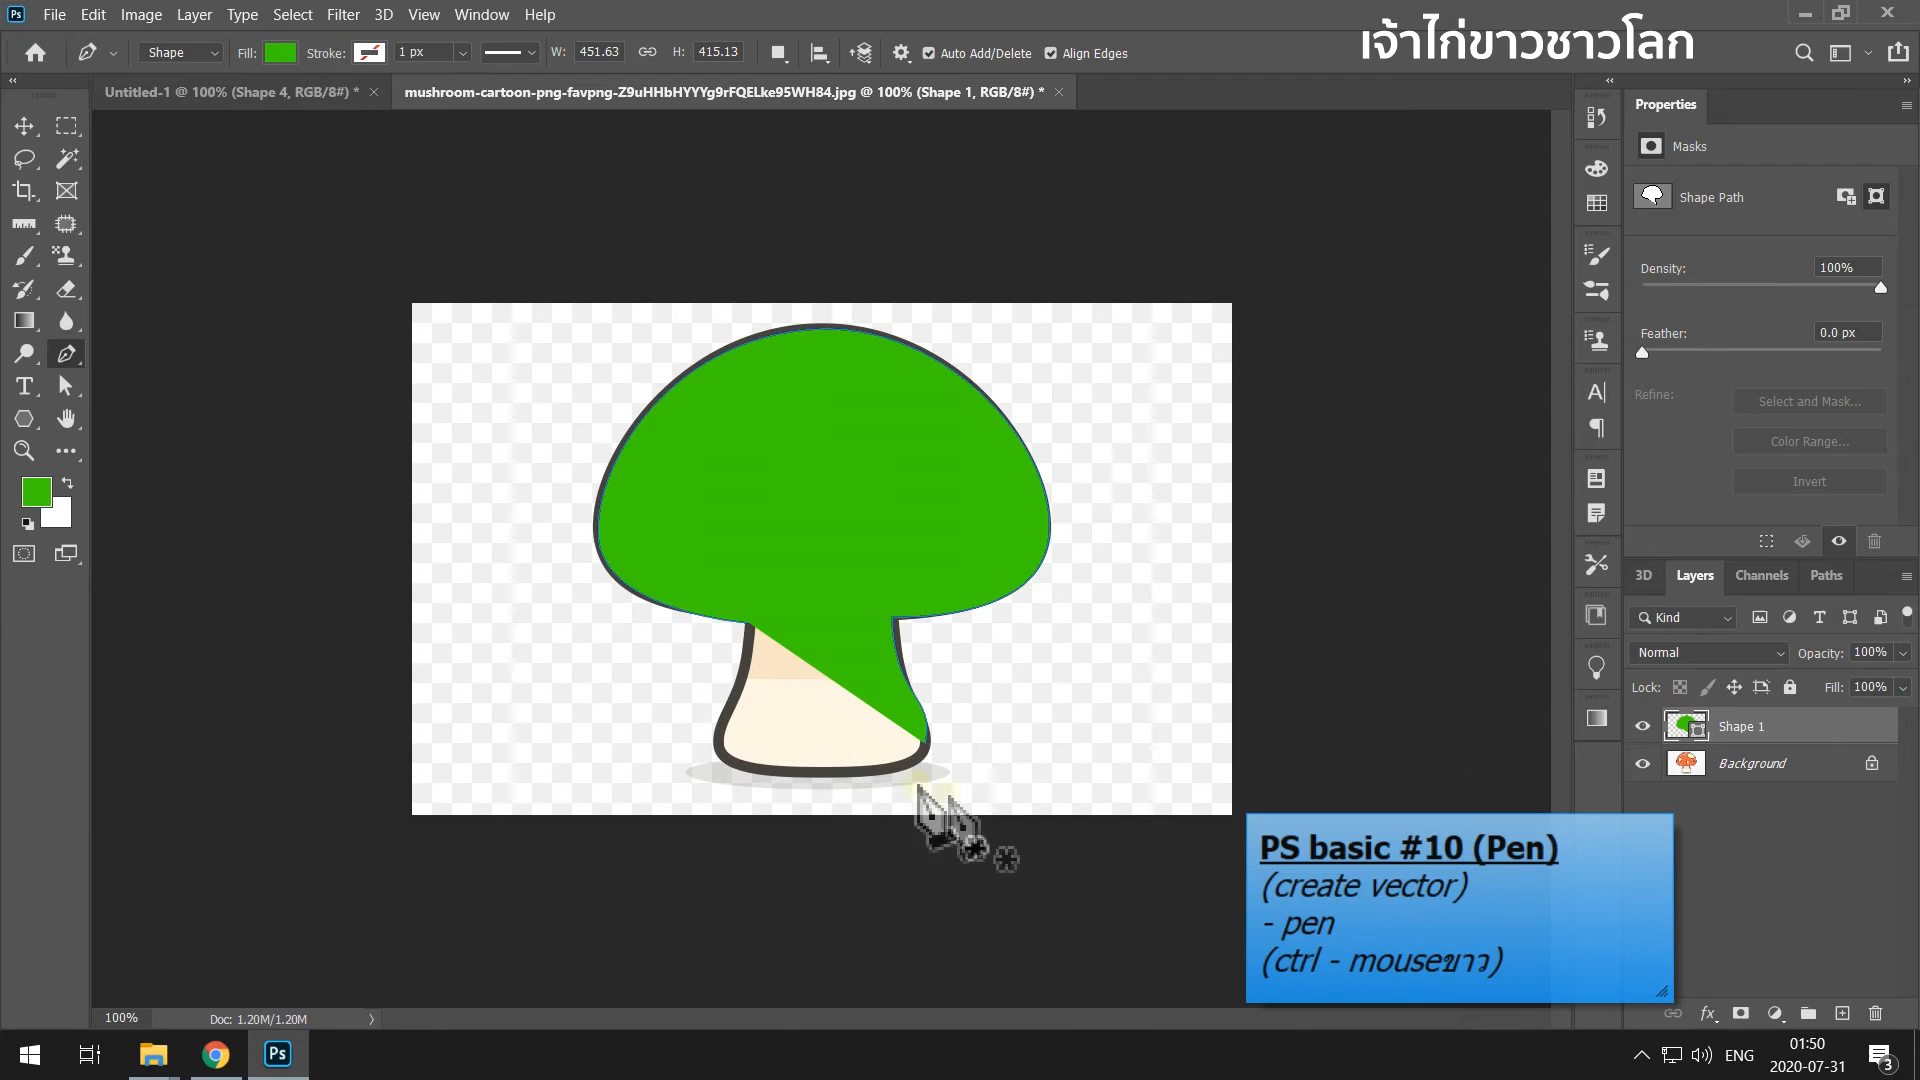 Ps File Edit Image Layer Type Select Filter 3D View Window Help
เจ้าไก่ขาวชาวโลก
Shape Fill: Stroke: 1 px W: 451.63 H: 415.13 Auto Add/Delete Align Edges
Untitled-1 @ 100% (Shape 4, RGB/8#) *
mushroom-cartoon-png-favpng-Z9uHHbHYYYg9rFQELke95WH84.jpg @ 100% (Shape 1, RGB/8#) *
Properties
Masks
Shape Path
Density: 100%
Feather: 0.0 px
Refine: Select and Mask...
Color Range...
Invert
3D Layers Channels Paths
Kind
Normal Opacity: 100%
Lock: Fill: 100%
Shape 1
Background
PS basic #10 (Pen)
(create vector)
- pen
(ctrl - mouseขาว)
100% Doc: 1.20M/1.20M
fx
Ps
ENG
01:50
2020-07-31
3